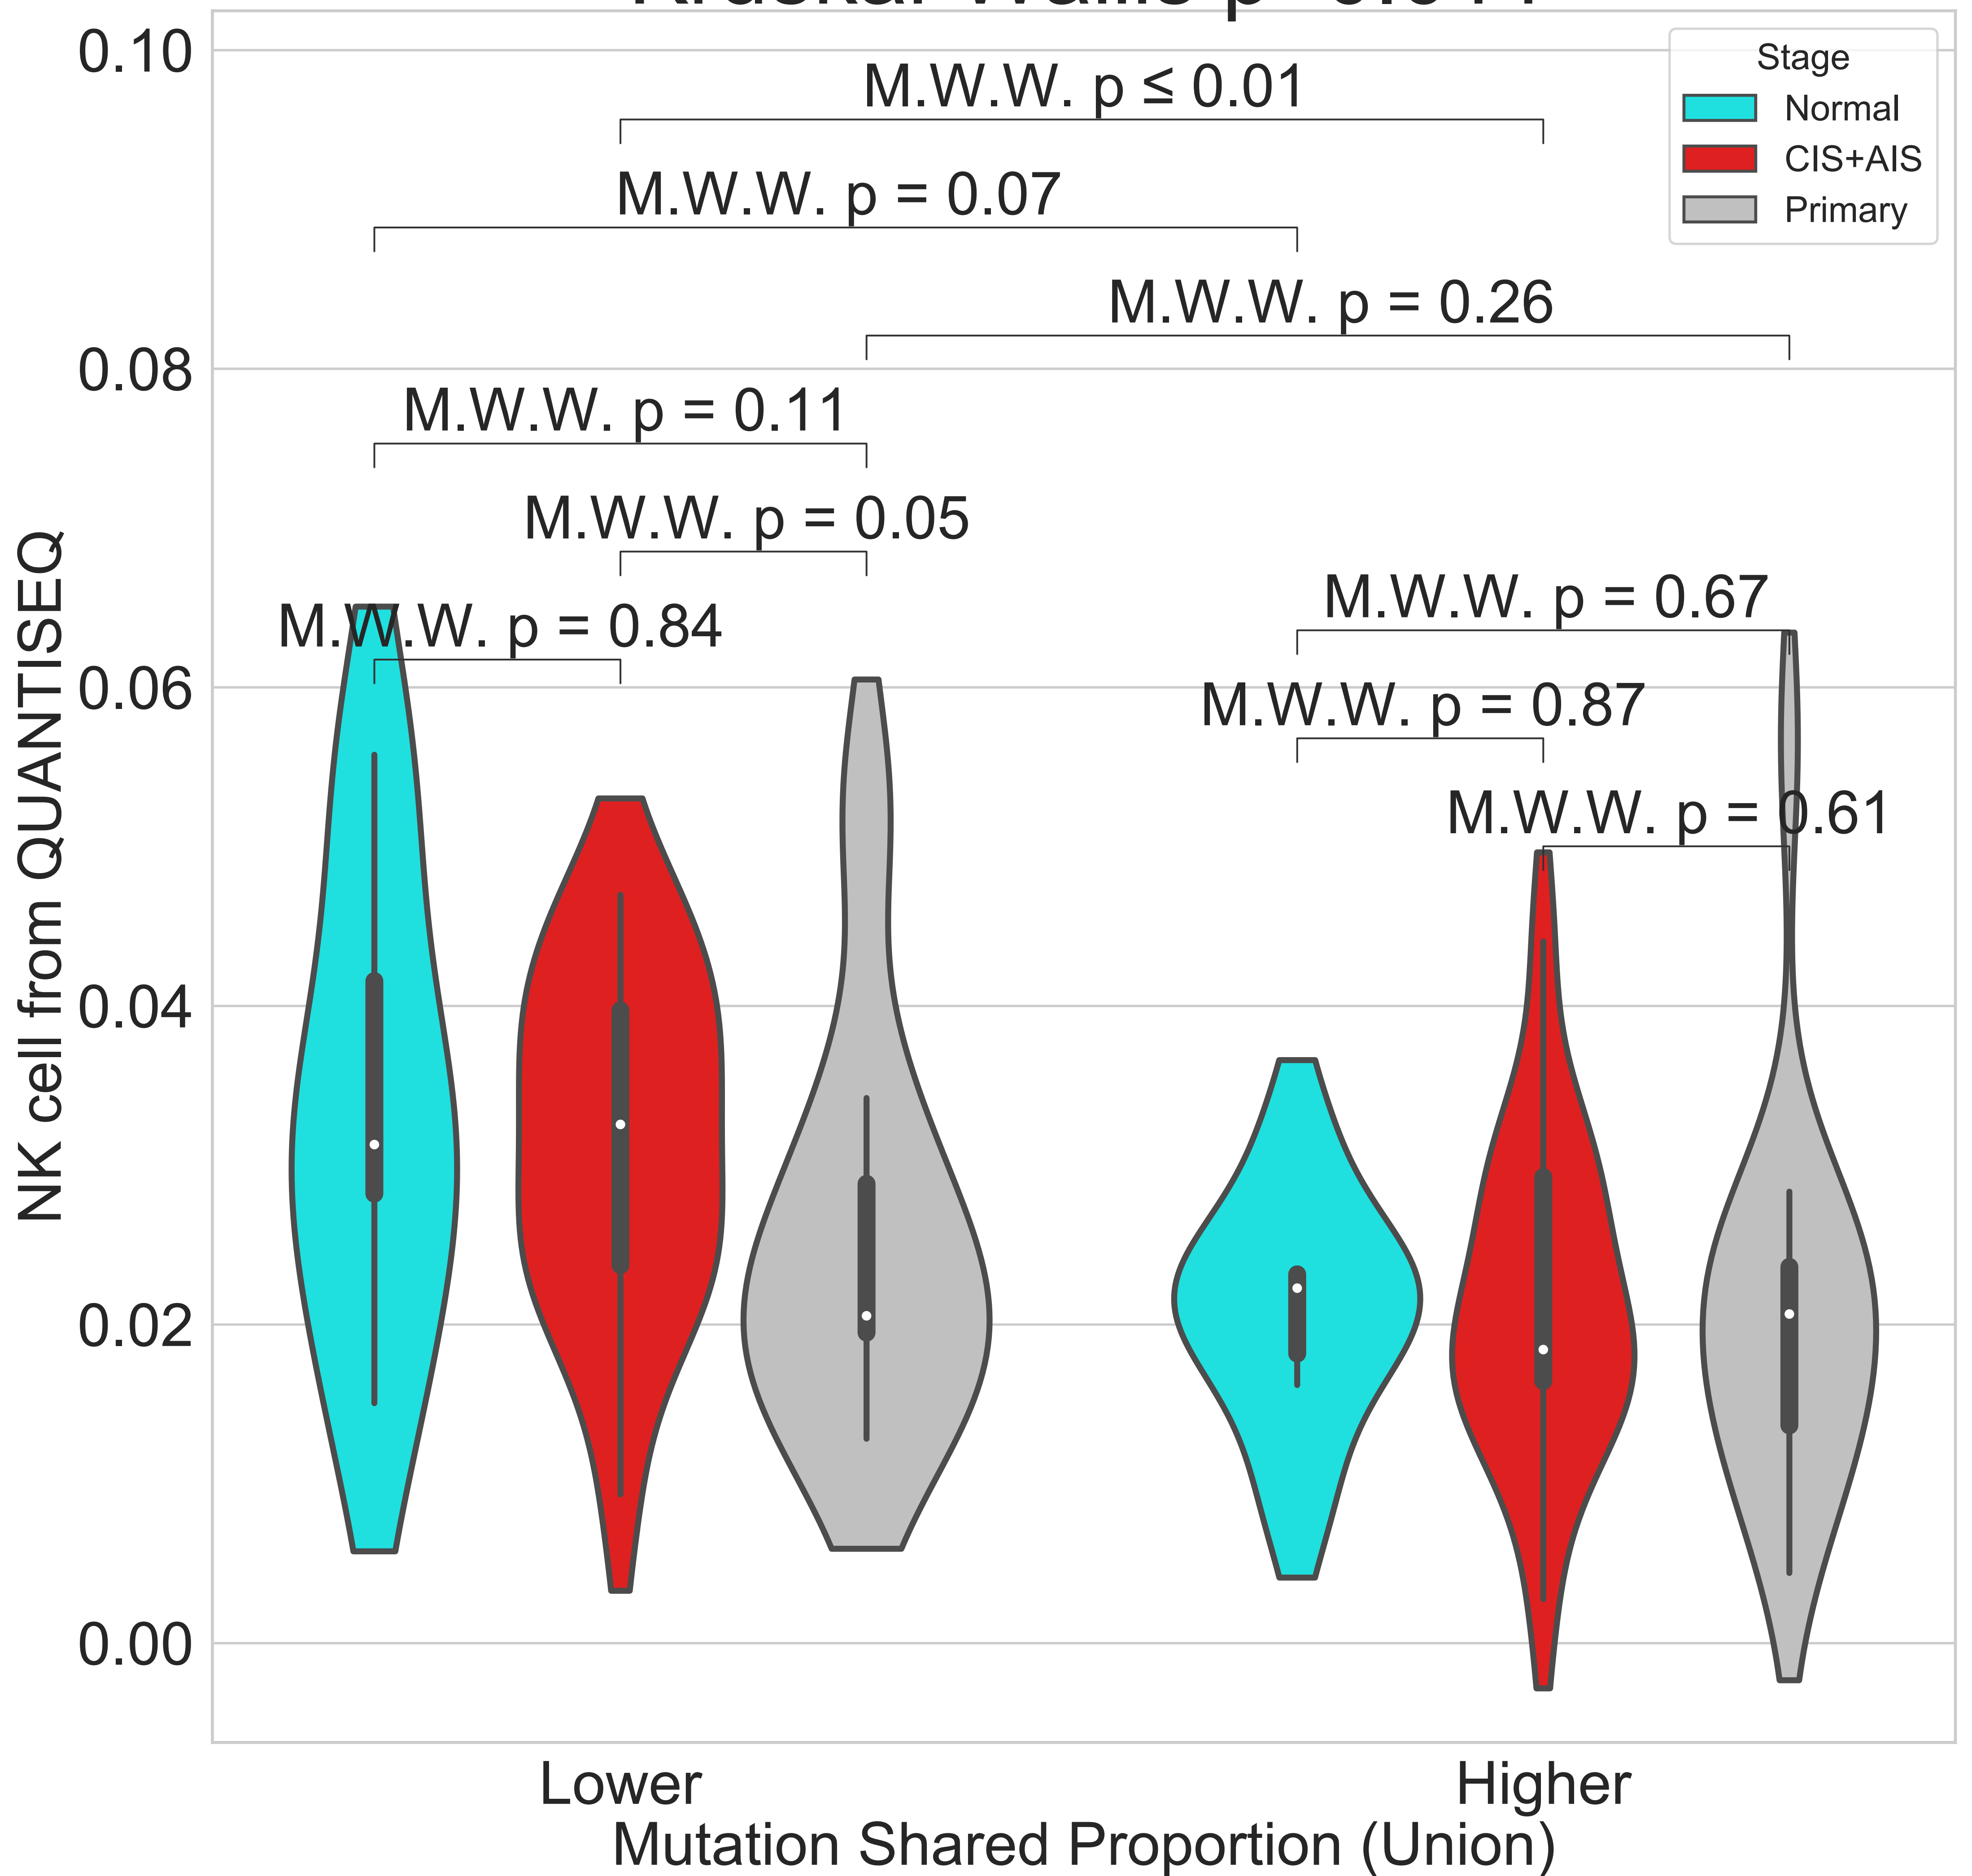 0.10
0.08
0.06
0.04
0.02
0.00
NK cell from QUANTISEQ
M.W.W. p ≤ 0.01
M.W.W. p = 0.07
M.W.W. p = 0.26
M.W.W. p = 0.11
M.W.W. p = 0.05
M.W.W. p = 0.84
M.W.W. p = 0.67
M.W.W. p = 0.87
M.W.W. p = 0.61
Stage
Normal
CIS+AIS
Primary
Lower
Higher
Mutation Shared Proportion (Union)